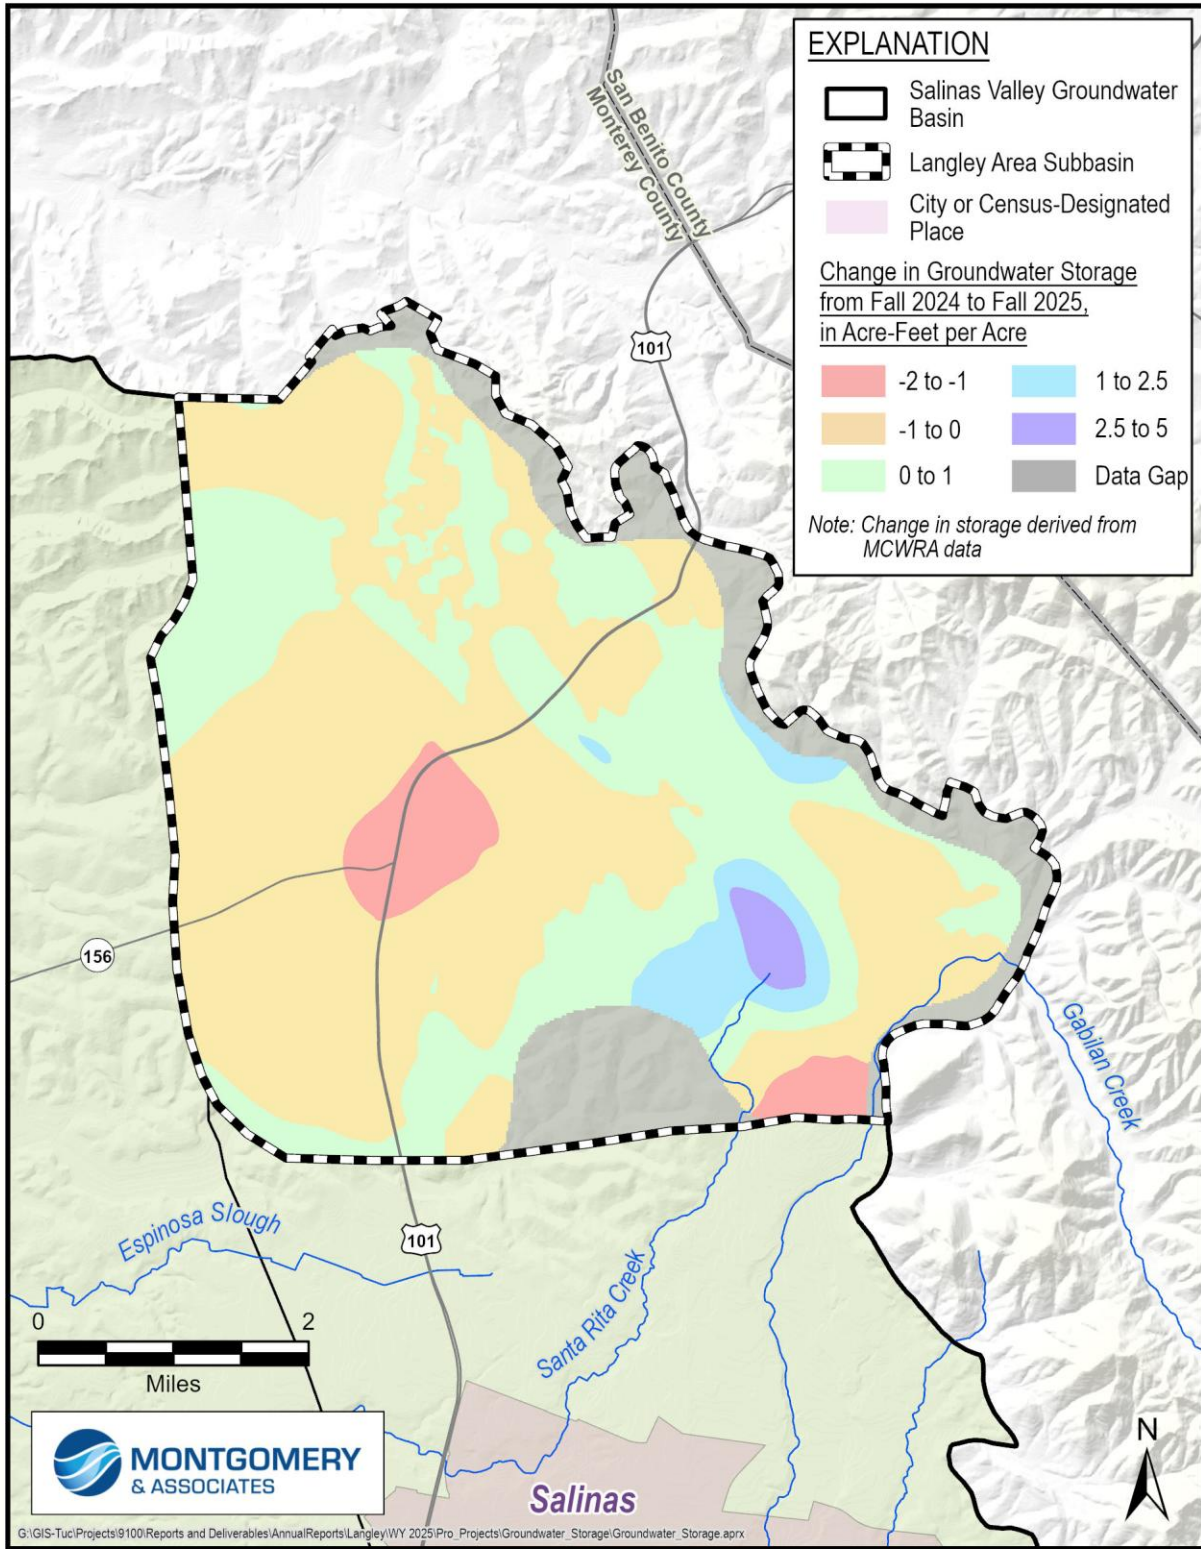 EXPLANATION
Salinas Valley Groundwater
Basin
Langley Area Subbasin
City or Census-Designated
Place
Change in Groundwater Storage
from Fall 2024 to Fall 2025,
in Acre-Feet per Acre
-2 to -1
1 to 2.5
-1 to 0
2.5 to 5
0 to 1
Data Gap
Note: Change in storage derived from
MCWRA data
San Benito County
Monterey County
101
156
Gabilan Creek
Espinosa Slough
101
Santa Rita Creek
0 2
Miles
N
MONTGOMERY
& ASSOCIATES
Salinas
G:\GIS-Tuc\Projects\9100\Reports and Deliverables\AnnualReports\Langley\WY 2025\Pro_Projects\Groundwater_Storage\Groundwater_Storage.aprx